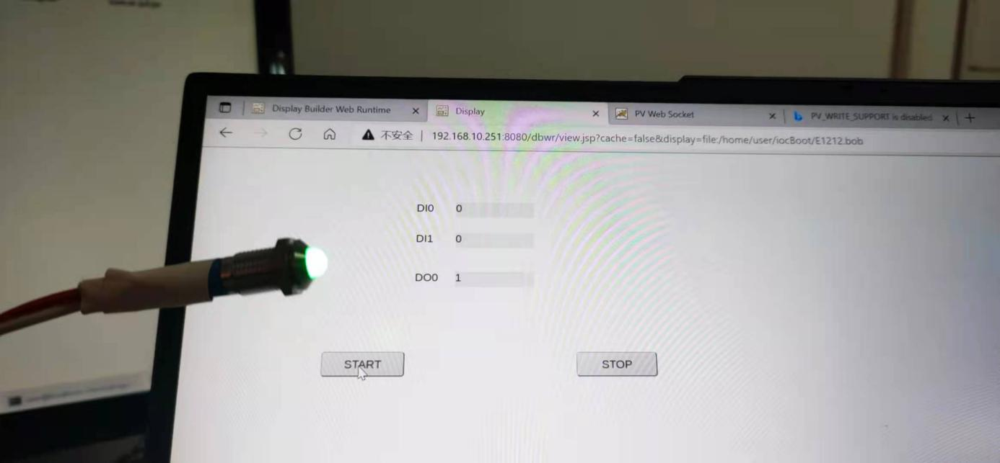 Display Builder Web Runtime
Display
PV Web Socket
PV_WRITE_SUPPORT is disabled
不安全 | 192.168.10.251:8080/dbwr/view.jsp?cache=false&display=file:/home/user/iocBoot/E1212.bob
DI0 0
DI1 0
DO0 1
START
STOP